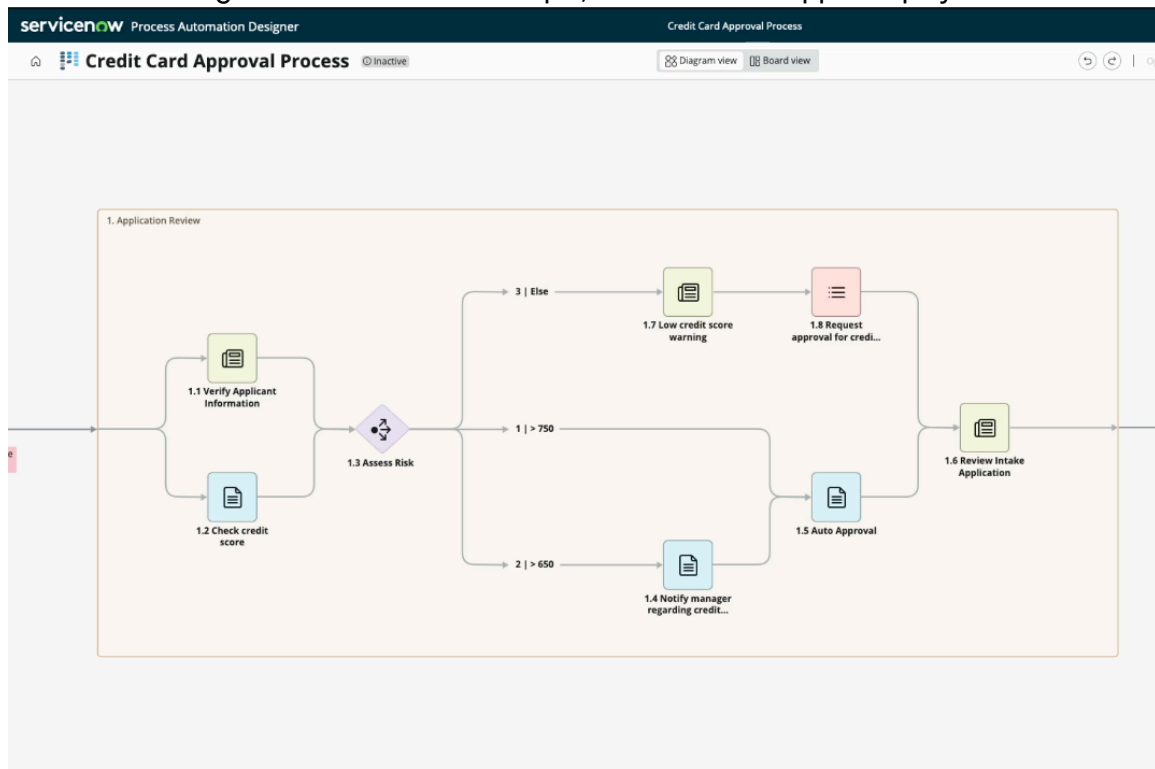 servicenow Process Automation Designer
Credit Card Approval Process
Credit Card Approval Process
Inactive
Diagram view
Board view
1. Application Review
3 | Else
1.7 Low credit score
warning
1.8 Request
approval for credi...
1.1 Verify Applicant
Information
1.3 Assess Risk
1 | > 750
1.6 Review Intake
Application
1.2 Check credit
score
1.5 Auto Approval
2 | > 650
1.4 Notify manager
regarding credit...
e